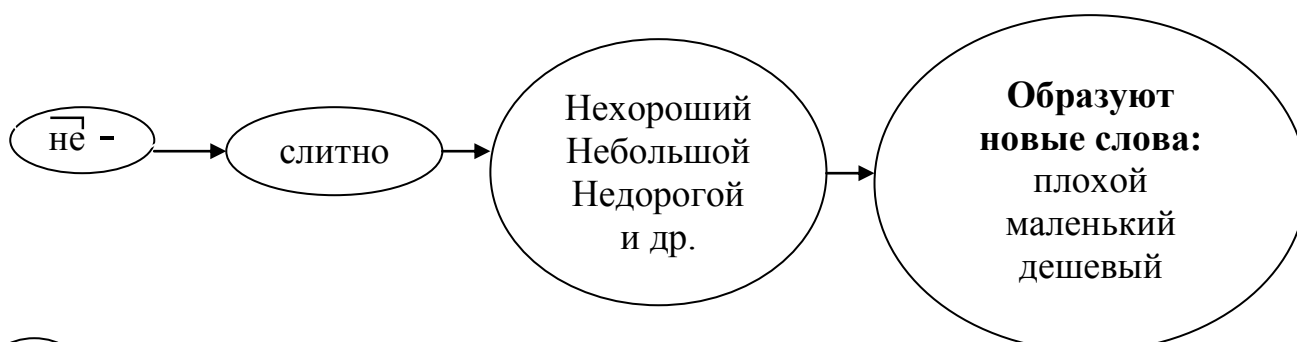 не -
слитно
Нехороший
Небольшой
Недорогой
и др.
Образуют
новые слова:
плохой
маленький
дешевый